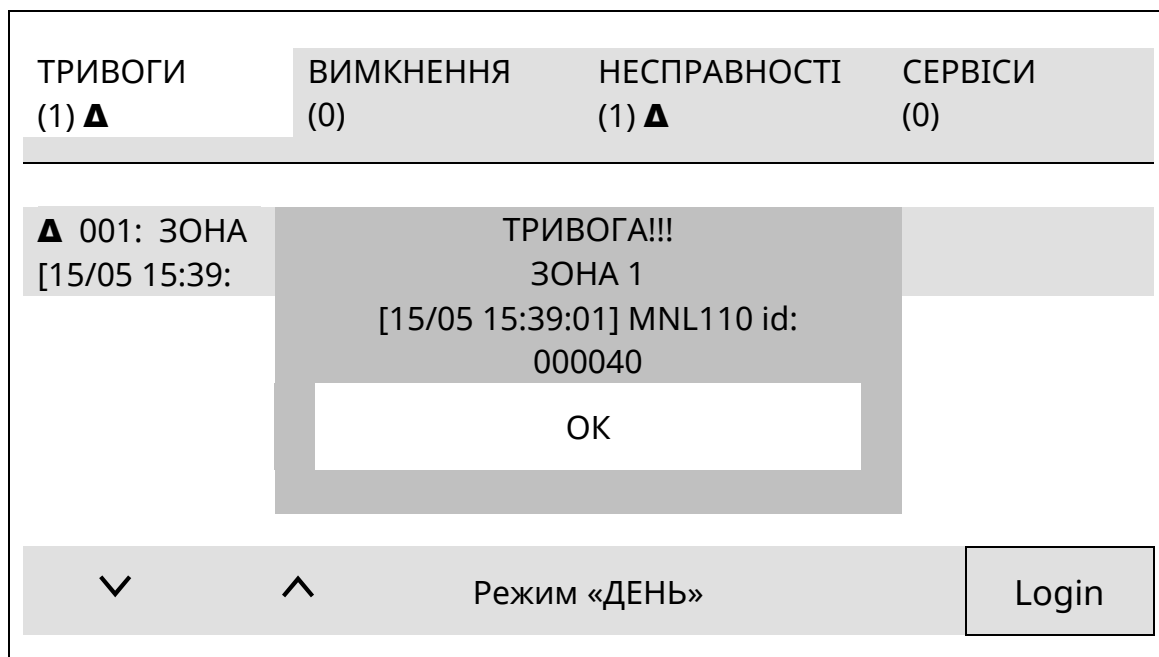 ТРИВОГИ ВИМКНЕННЯ НЕСПРАВНОСТІ СЕРВІСИ
(1) Δ (0) (1) Δ (0)
Δ 001: ЗОНА
[15/05 15:39:
ТРИВОГА!!!
ЗОНА 1
[15/05 15:39:01] MNL110 id:
000040
ОК
Режим «ДЕНЬ» Login